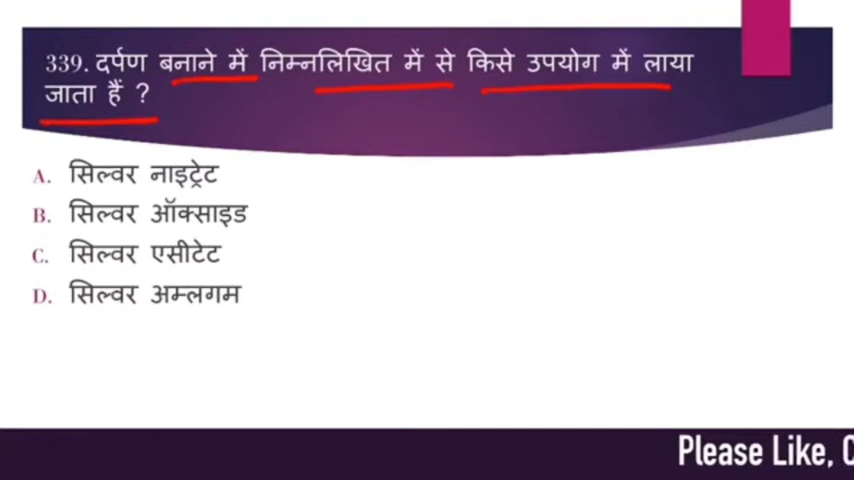 339. दर्पण बनाने में निम्नलिखित में से किसे उपयोग में लाया
जाता हैं ?
A. सिल्वर नाइट्रेट
B. सिल्वर ऑक्साइड
C. सिल्वर एसीटेट
D. सिल्वर अम्लगम
Please Like,